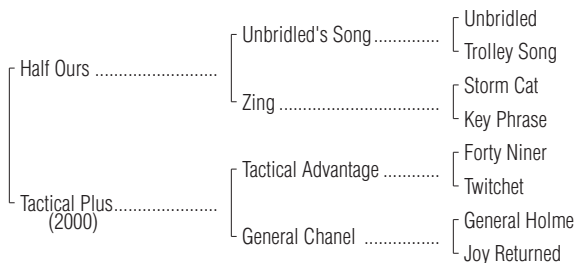 Unbridled
Unbridled's Song..............
Trolley Song
Half Ours ........................
Storm Cat
Zing ................................
Key Phrase
Forty Niner
Tactical Advantage ...........
Twitchet
Tactical Plus....................
(2000)
General Holme
General Chanel ...............
Joy Returned